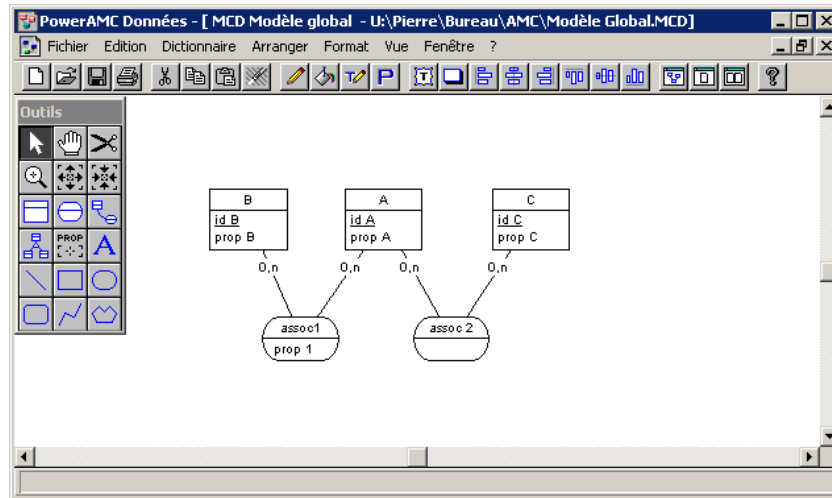 PowerAMC Données - [ MCD Modèle global - U:\Pierre\Bureau\AMC\Modèle Global.MCD]
Fichier Edition Dictionnaire Arranger Format Vue Fenêtre ?
T P T ?
Outils
PROP A
B A C
id B id A id C
prop B prop A prop C
0,n 0,n 0,n 0,n
assoc1 assoc 2
prop 1